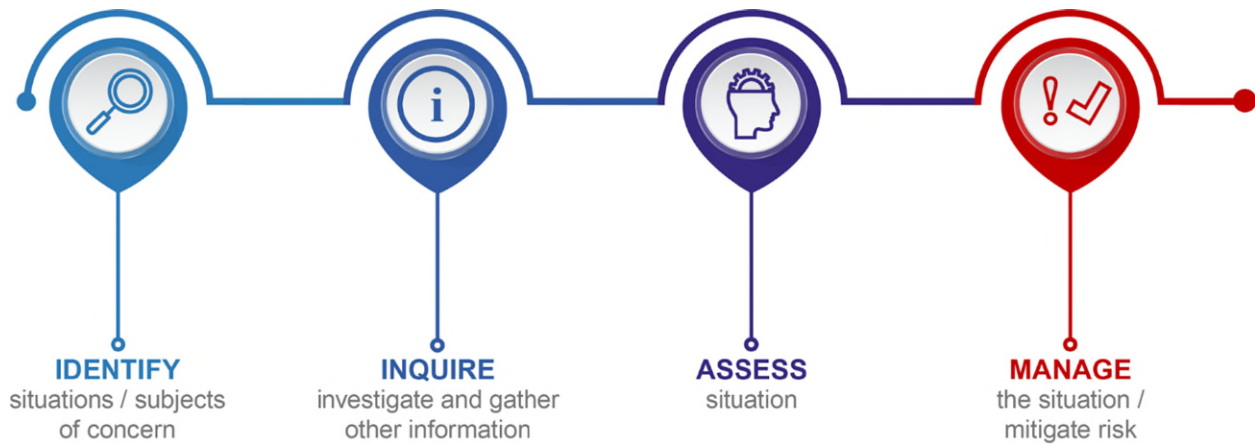 i
IDENTIFY
situations / subjects
of concern
INQUIRE
investigate and gather
other information
ASSESS
situation
MANAGE
the situation /
mitigate risk